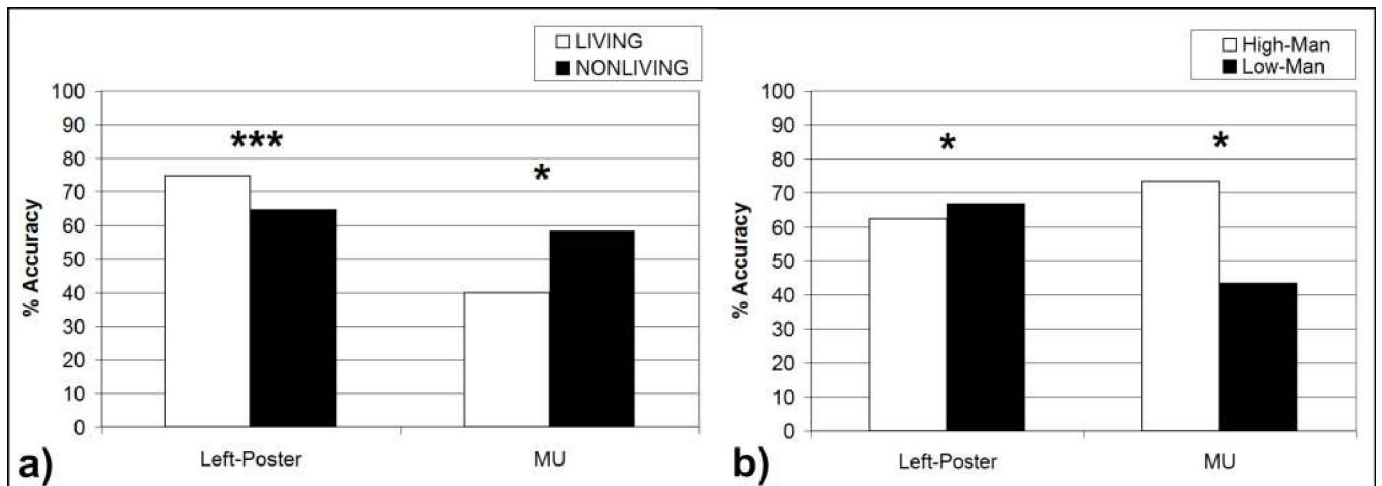 LIVING
NONLIVING
% Accuracy
100
90
80
70
60
50
40
30
20
10
0
***
*
Left-Poster
MU
a)
High-Man
Low-Man
% Accuracy
100
90
80
70
60
50
40
30
20
10
0
*
*
Left-Poster
MU
b)